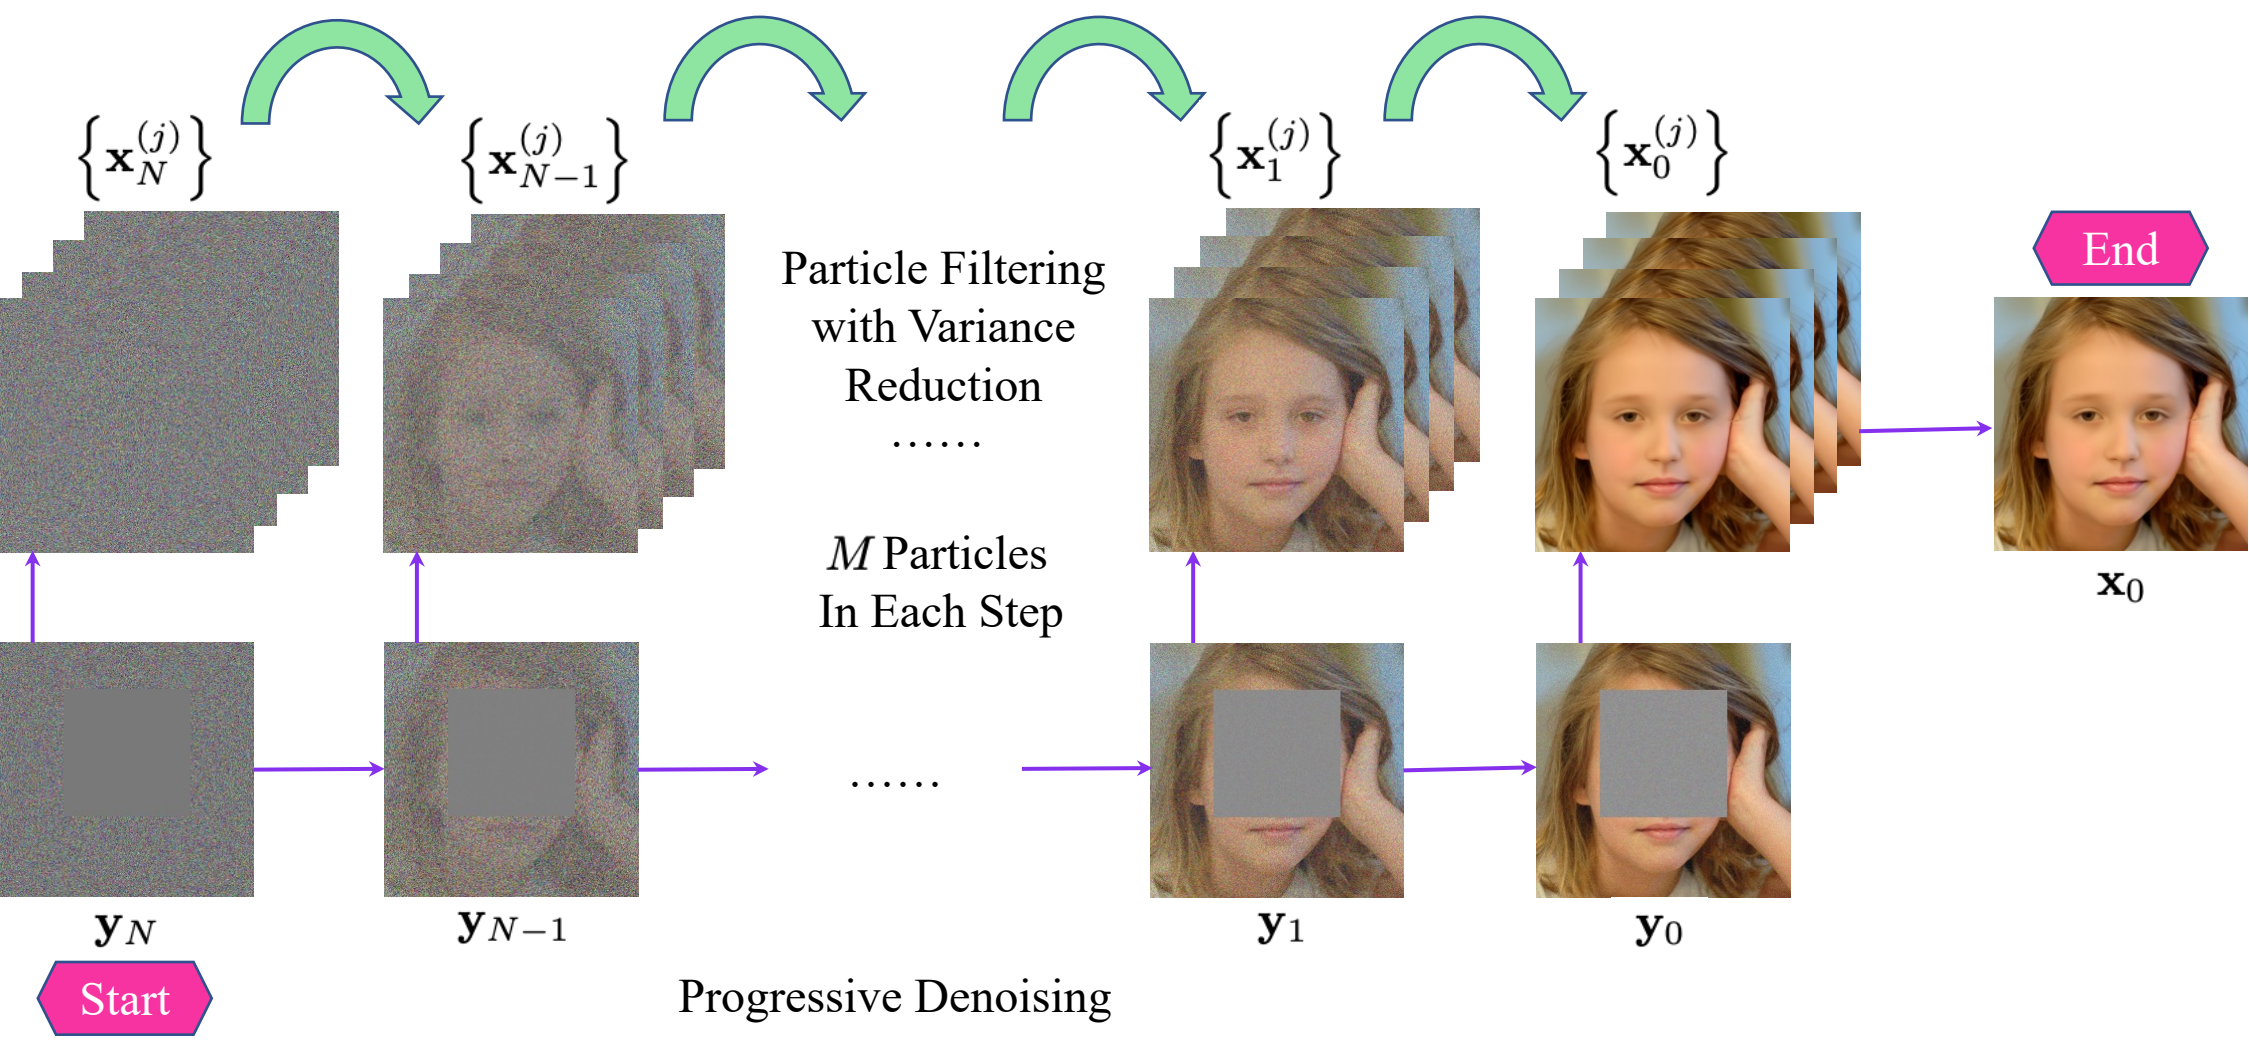 {x_N^(j)}
{x_{N-1}^(j)}
{x_1^(j)}
{x_0^(j)}
End
Particle Filtering
with Variance
Reduction
......
M Particles
In Each Step
x_0
......
y_N
y_{N-1}
y_1
y_0
Start
Progressive Denoising